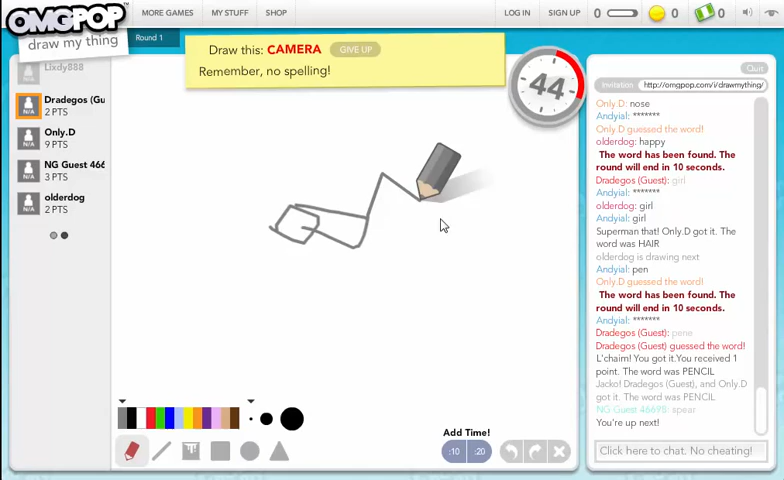 OMGPOP
draw my thing
MORE GAMES
MY STUFF
SHOP
LOG IN
SIGN UP
0
0
0
Round 1
Draw this: CAMERA
GIVE UP
Remember, no spelling!
44
Lixdy888
N/A
Dradegos (Gu
2 PTS
N/A
Only.D
9 PTS
N/A
NG Guest 466
3 PTS
N/A
olderdog
2 PTS
Quit
Invitation
http://omgpop.com/i/drawmything/
Only.D: nose
Andyial: *******
Only.D guessed the word!
olderdog: happy
The word has been found. The
round will end in 10 seconds.
Dradegos (Guest): girl
Andyial: *******
olderdog: girl
Andyial: girl
Superman that! Only.D got it. The
word was HAIR
olderdog is drawing next
Andyial: pen
Only.D guessed the word!
The word has been found. The
round will end in 10 seconds.
Andyial: *******
Dradegos (Guest): pene
Dradegos (Guest) guessed the word!
L'chaim! You got it.You received 1
point. The word was PENCIL
Jacko! Dradegos (Guest), and Only.D
got it. The word was PENCIL
NG Guest 46698: spear
You're up next!
Click here to chat. No cheating!
Add Time!
:10
:20